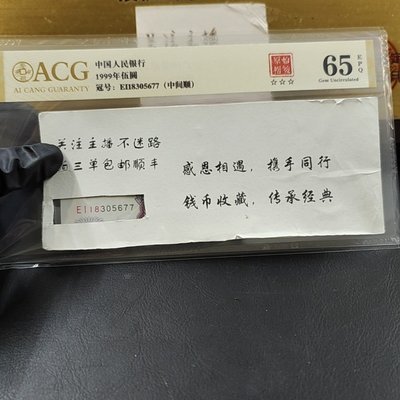 ACG
AI CANG GUARANTY
中国人民银行
1999年伍圆
冠号：EI18305677（中间顺）
65
EPQ
Gem Uncirculated
关注主播不迷路
三单包邮顺丰
感恩相遇，携手同行
钱币收藏，传承经典
EI18305677